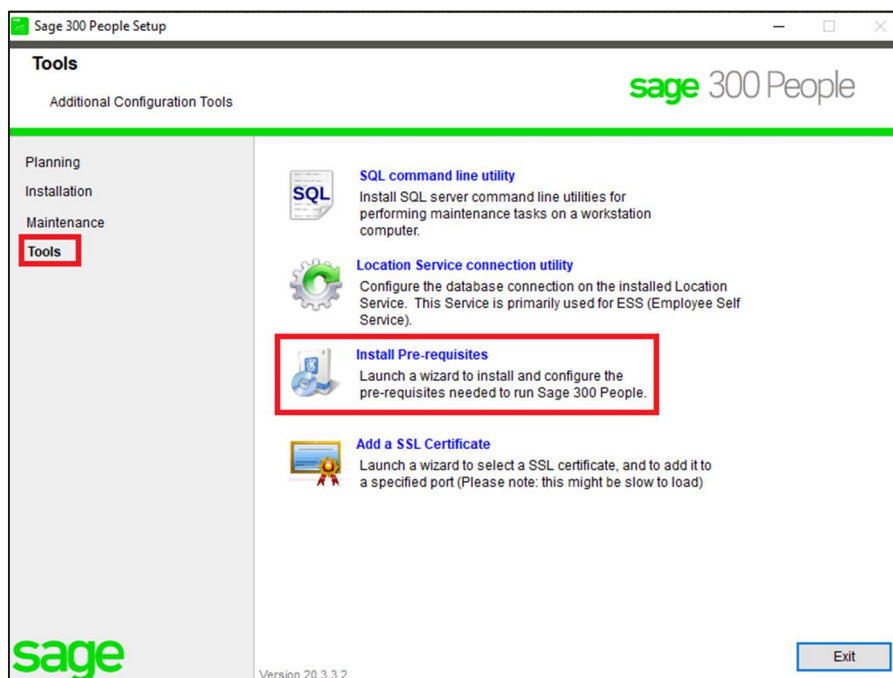 Sage 300 People Setup
Tools
Additional Configuration Tools
sage 300 People
Planning
Installation
Maintenance
Tools
SQL
SQL command line utility
Install SQL server command line utilities for
performing maintenance tasks on a workstation
computer.
Location Service connection utility
Configure the database connection on the installed Location
Service. This Service is primarily used for ESS (Employee Self
Service).
Install Pre-requisites
Launch a wizard to install and configure the
pre-requisites needed to run Sage 300 People.
Add a SSL Certificate
Launch a wizard to select a SSL certificate, and to add it to
a specified port (Please note: this might be slow to load)
sage
Version 20.3.3.2
Exit